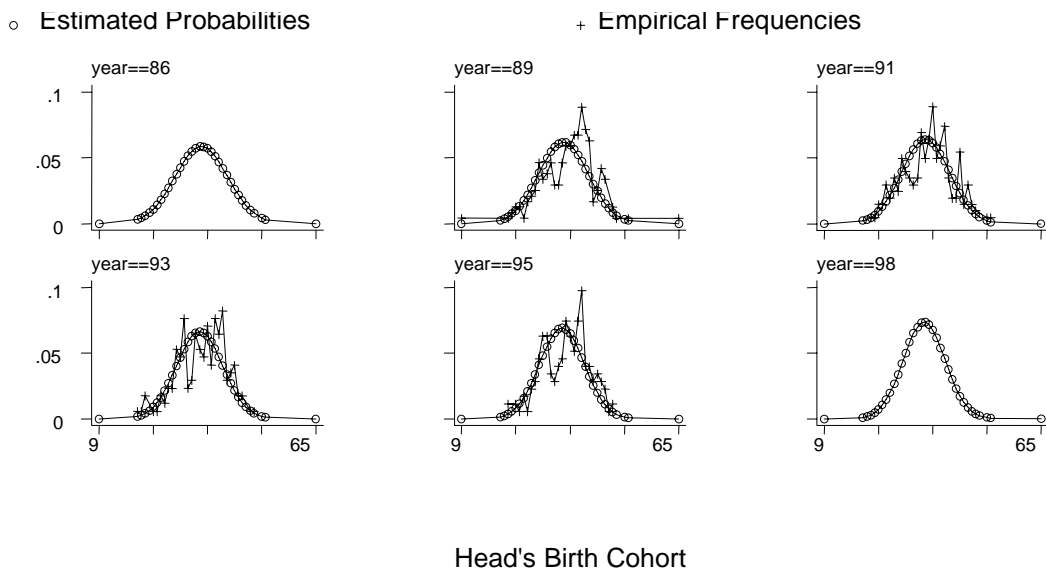 Estimated Probabilities
Empirical Frequencies
year==86
year==89
year==91
.1
.05
0
year==93
year==95
year==98
.1
.05
0
9
65
9
65
9
65
Head's Birth Cohort